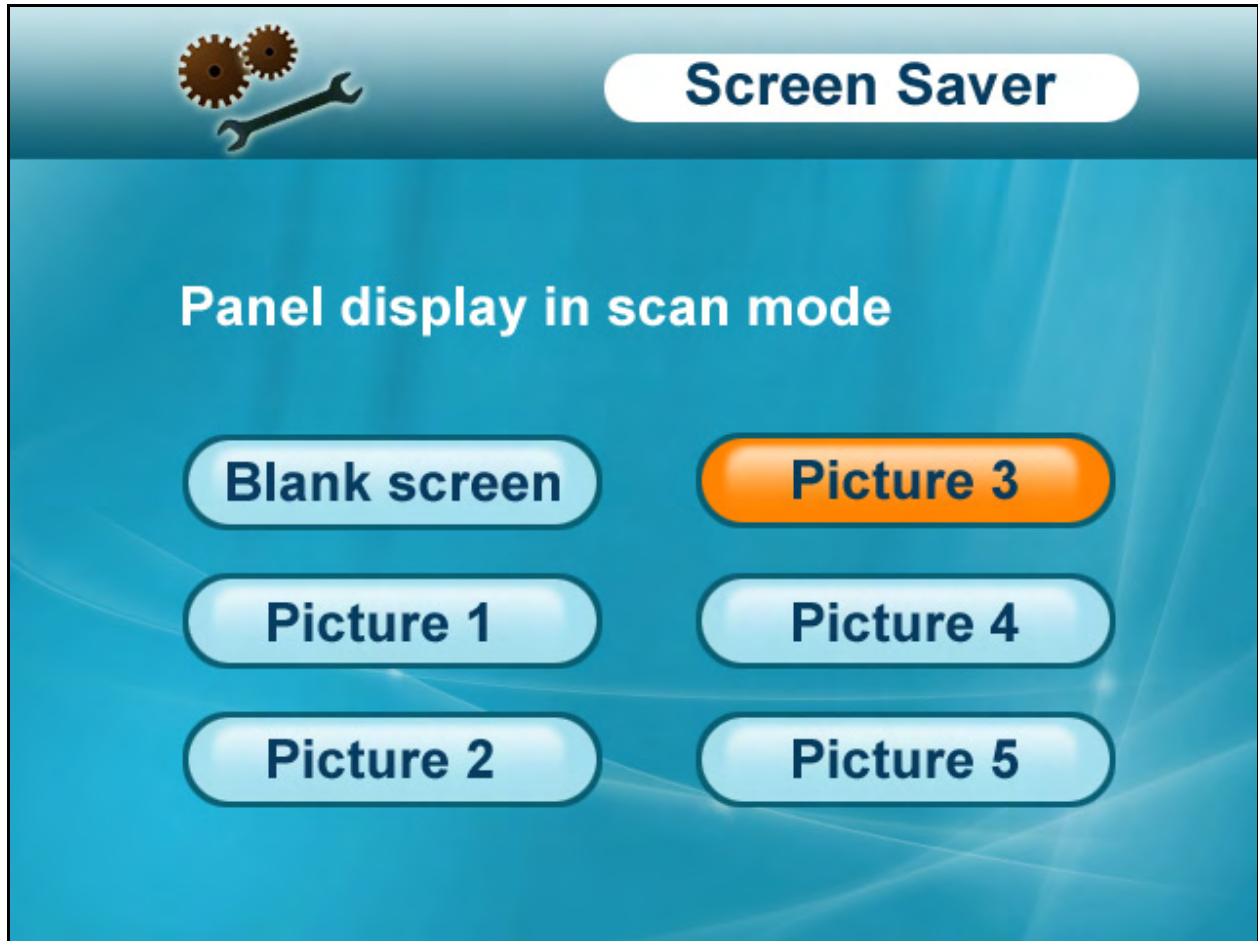 Screen Saver
Panel display in scan mode
Blank screen
Picture 3
Picture 1
Picture 4
Picture 2
Picture 5